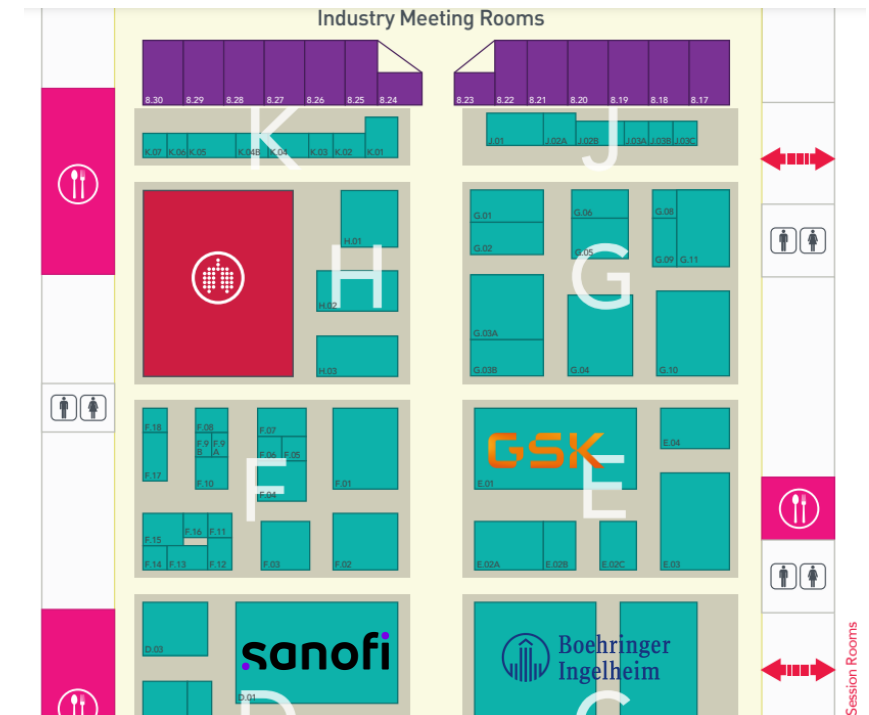 Industry Meeting Rooms
8.30 8.29 8.28 8.27 8.26 8.25 8.24
8.23 8.22 8.21 8.20 8.19 8.18 8.17
K
K.07 K.06 K.05 K.04B K.04 K.03 K.02 K.01
J
J.01 J.02A J.02B J.03A J.03B J.03C
H
H.01
H.02
H.03
G
G.01 G.06 G.08
G.02 G.05 G.09 G.11
G.03A
G.03B G.04 G.10
F
F.18 F.08 F.07
F.9B F.9A F.06 F.05
F.17 F.10 F.04 F.01
F.16 F.11
F.15
F.14 F.13 F.12 F.03 F.02
E
GSK
E.04
E.01
E.02A E.02B E.02C E.03
D.03
sanofi
D.01
D
Boehringer
Ingelheim
C
Session Rooms